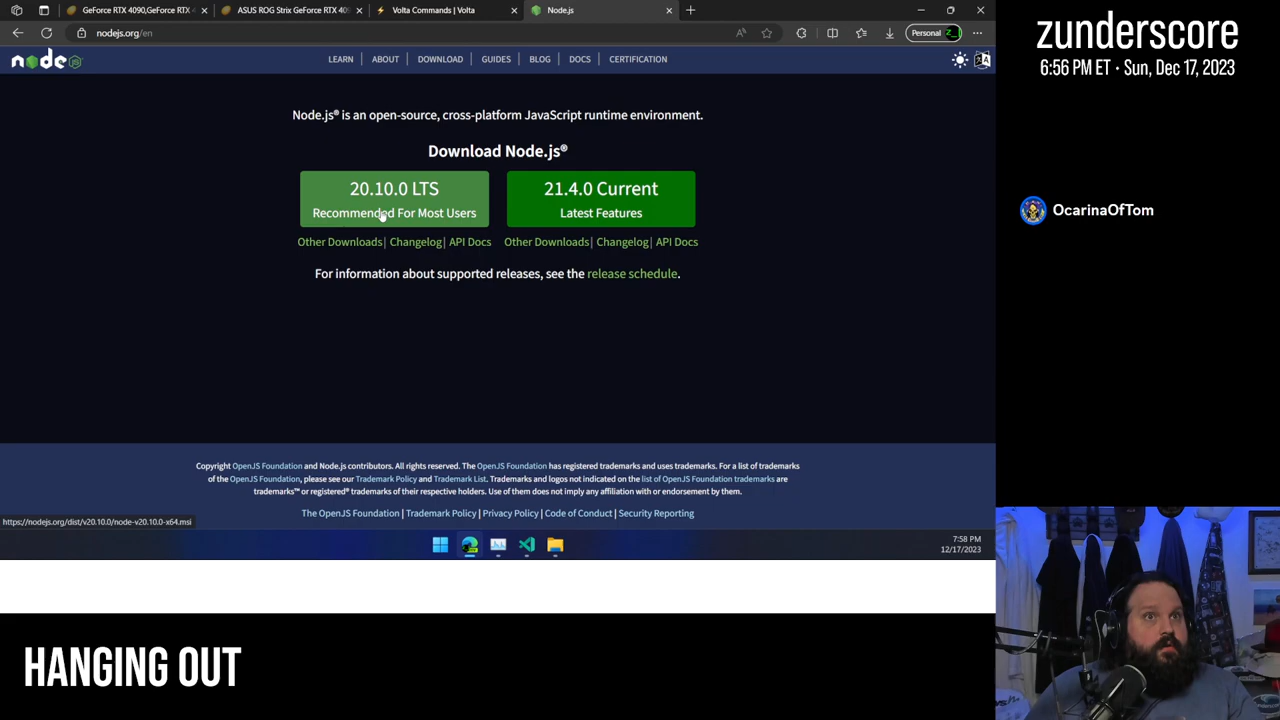 GeForce RTX 4090,GeForce RTX 4
ASUS ROG Strix GeForce RTX 40
Volta Commands | Volta
Node.js
nodejs.org/en
Personal
node
LEARN
ABOUT
DOWNLOAD
GUIDES
BLOG
DOCS
CERTIFICATION
Node.js® is an open-source, cross-platform JavaScript runtime environment.
Download Node.js®
20.10.0 LTS
Recommended For Most Users
21.4.0 Current
Latest Features
Other Downloads | Changelog | API Docs
Other Downloads | Changelog | API Docs
For information about supported releases, see the release schedule.
Copyright OpenJS Foundation and Node.js contributors. All rights reserved. The OpenJS Foundation has registered trademarks and uses trademarks. For a list of trademarks
of the OpenJS Foundation, please see our Trademark Policy and Trademark List. Trademarks and logos not indicated on the list of OpenJS Foundation trademarks are
trademarks™ or registered® trademarks of their respective holders. Use of them does not imply any affiliation with or endorsement by them.
The OpenJS Foundation | Trademark Policy | Privacy Policy | Code of Conduct | Security Reporting
https://nodejs.org/dist/v20.10.0/node-v20.10.0-x64.msi
7:58 PM
12/17/2023
zunderscore
6:56 PM ET • Sun, Dec 17, 2023
OcarinaOfTom
HANGING OUT